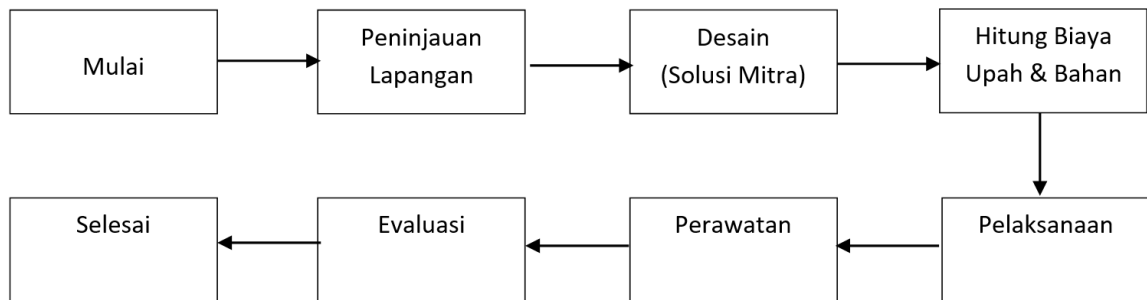 Mulai
Peninjauan
Lapangan
Desain
(Solusi Mitra)
Hitung Biaya
Upah & Bahan
Selesai
Evaluasi
Perawatan
Pelaksanaan